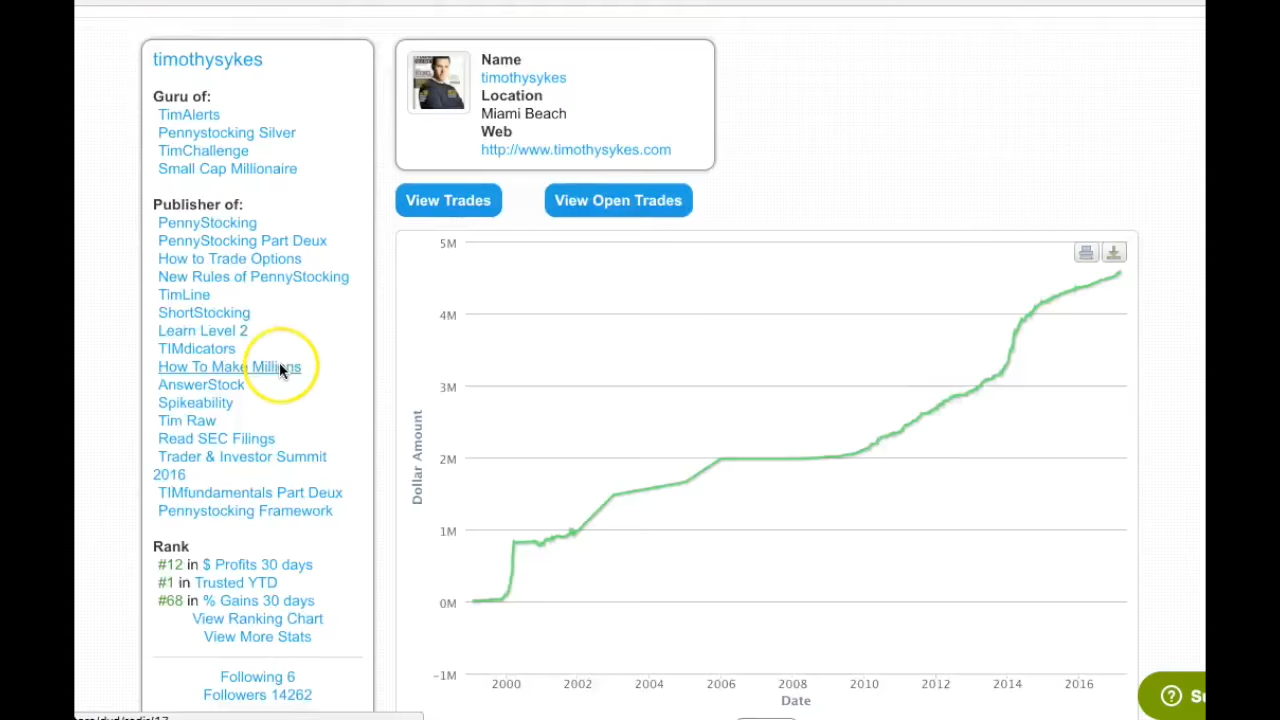 timothysykes
Guru of:
TimAlerts
Pennystocking Silver
TimChallenge
Small Cap Millionaire
Publisher of:
PennyStocking
PennyStocking Part Deux
How to Trade Options
New Rules of PennyStocking
TimLine
ShortStocking
Learn Level 2
TIMdicators
How To Make Millions
AnswerStock
Spikeability
Tim Raw
Read SEC Filings
Trader & Investor Summit
2016
TIMfundamentals Part Deux
Pennystocking Framework
Rank
#12 in $ Profits 30 days
#1 in Trusted YTD
#68 in % Gains 30 days
View Ranking Chart
View More Stats
Following 6
Followers 14262
Name
timothysykes
Location
Miami Beach
Web
http://www.timothysykes.com
View Trades
View Open Trades
5M
4M
3M
2M
1M
0M
-1M
Dollar Amount
2000 2002 2004 2006 2008 2010 2012 2014 2016
Date